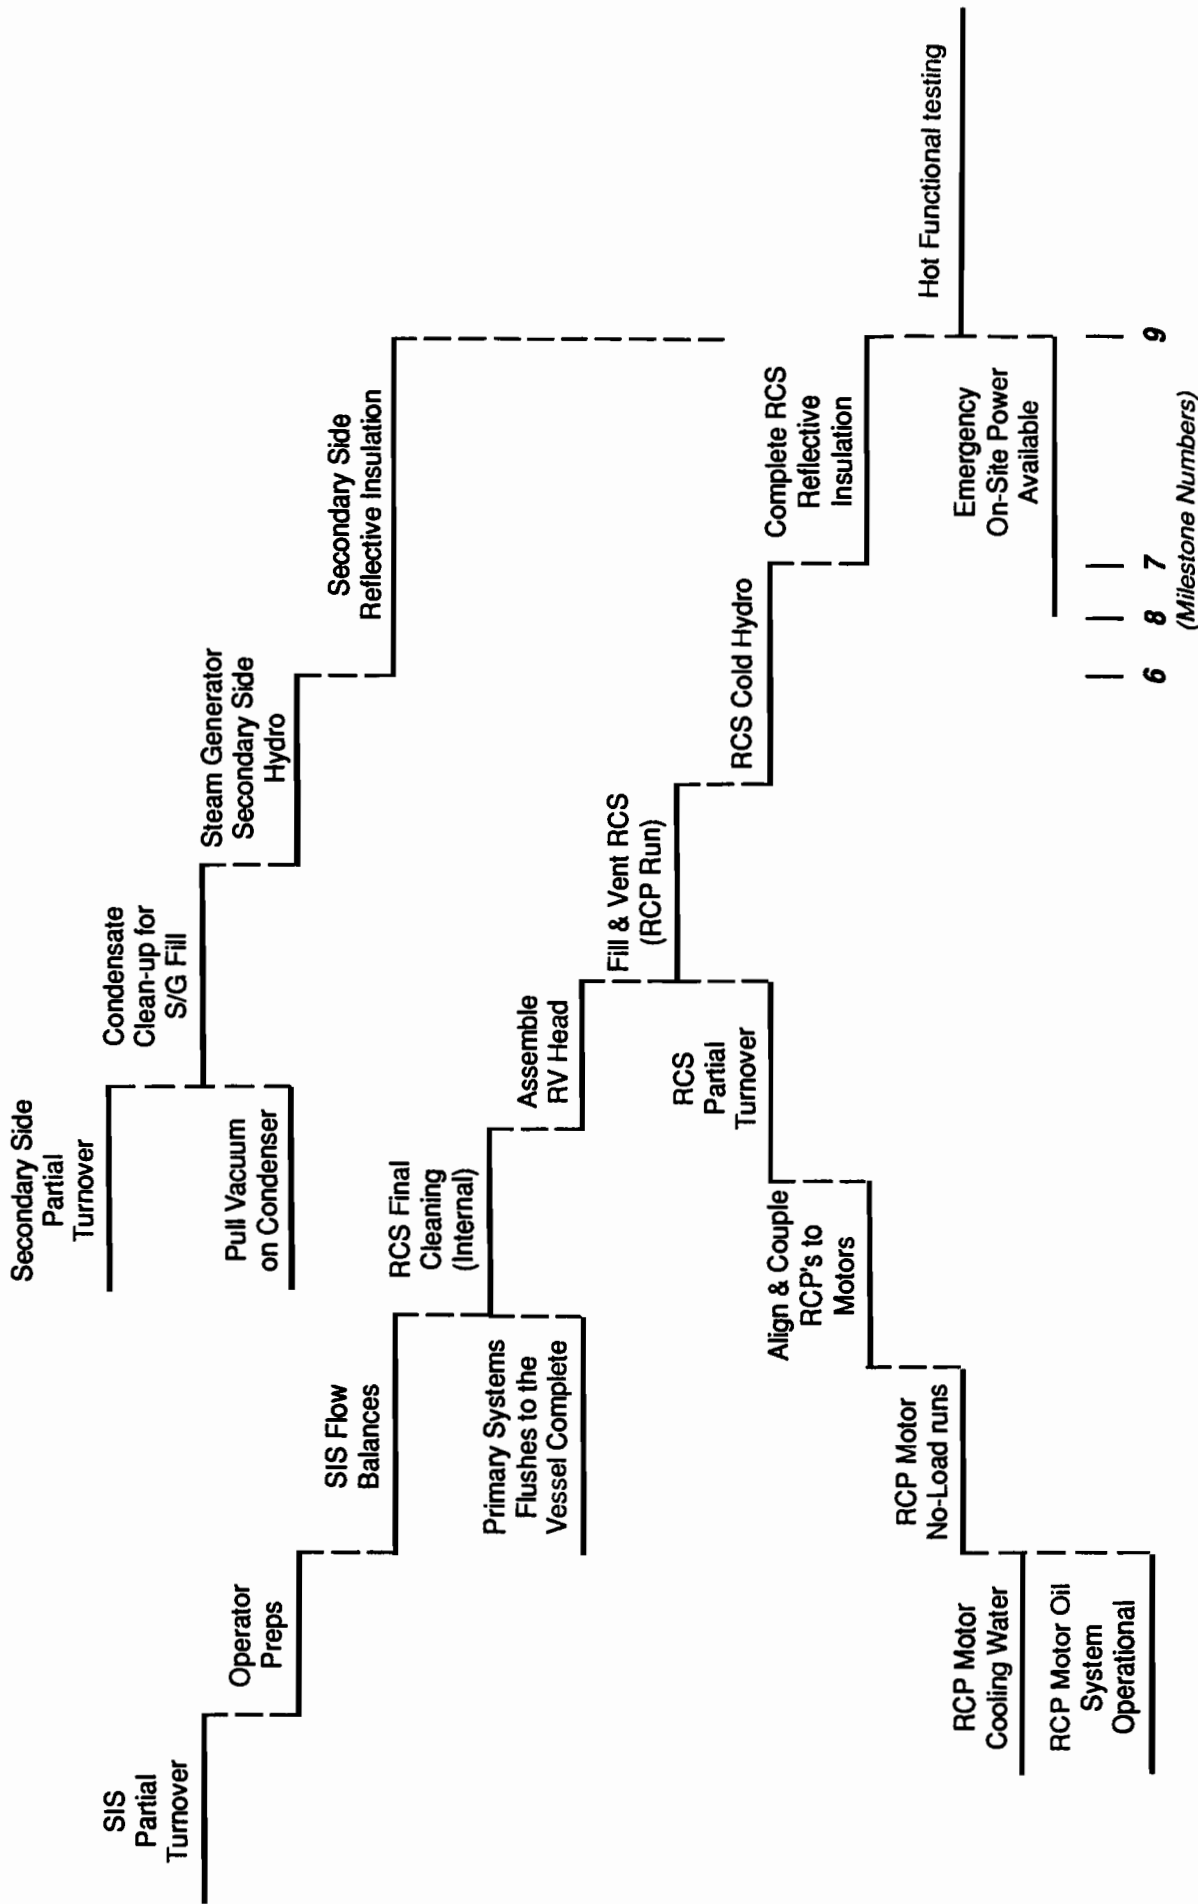 Secondary Side
Partial
Turnover
Condensate
Clean-up for
S/G Fill
Pull Vacuum
on Condenser
Steam Generator
Secondary Side
Hydro
Secondary Side
Reflective Insulation
SIS
Partial
Turnover
Operator
Preps
SIS Flow
Balances
Primary Systems
Flushes to the
Vessel Complete
RCS Final
Cleaning
(Internal)
Assemble
RV Head
Fill & Vent RCS
(RCP Run)
RCS Cold Hydro
Complete RCS
Reflective
Insulation
Hot Functional testing
Emergency
On-Site Power
Available
RCS
Partial
Turnover
Align & Couple
RCP's to
Motors
RCP Motor
No-Load runs
RCP Motor
Cooling Water
RCP Motor Oil
System
Operational
6 8 7 9
(Milestone Numbers)